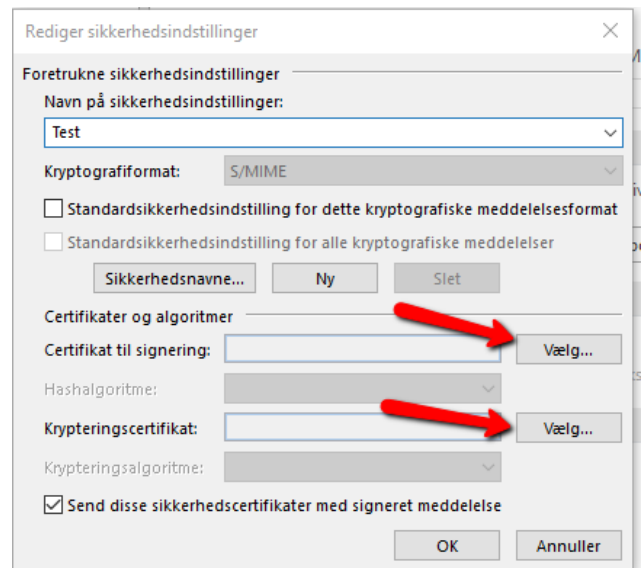 Rediger sikkerhedsindstillinger
Foretrukne sikkerhedsindstillinger
Navn på sikkerhedsindstillinger:
Test
Kryptografiformat: S/MIME
Standardsikkerhedsindstilling for dette kryptografiske meddelelsesformat
Standardsikkerhedsindstilling for alle kryptografiske meddelelser
Sikkerhedsnavne... Ny Slet
Certifikater og algoritmer
Certifikat til signering: Vælg...
Hashalgoritme:
Krypteringscertifikat: Vælg...
Krypteringsalgoritme:
Send disse sikkerhedscertifikater med signeret meddelelse
OK Annuller